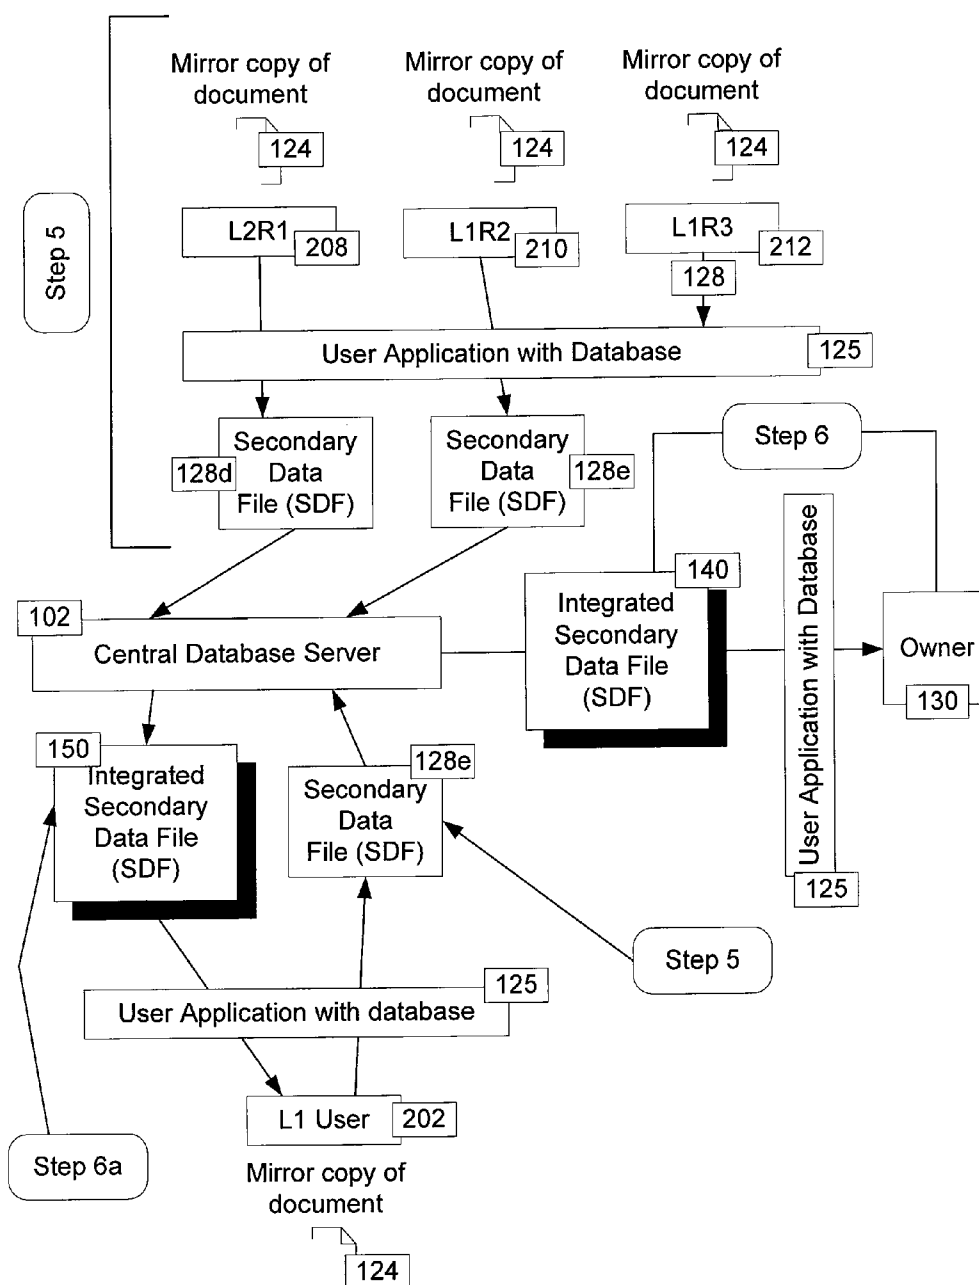 Mirror copy of
document
124
Mirror copy of
document
124
Mirror copy of
document
124
Step 5
L2R1
208
L1R2
210
L1R3
212
128
User Application with Database
125
Secondary
Data
File (SDF)
128d
Secondary
Data
File (SDF)
128e
Step 6
102
Central Database Server
140
Integrated
Secondary
Data File
(SDF)
User Application with Database
125
Owner
130
150
Integrated
Secondary
Data File
(SDF)
128e
Secondary
Data
File (SDF)
Step 5
125
User Application with database
L1 User
202
Step 6a
Mirror copy of
document
124